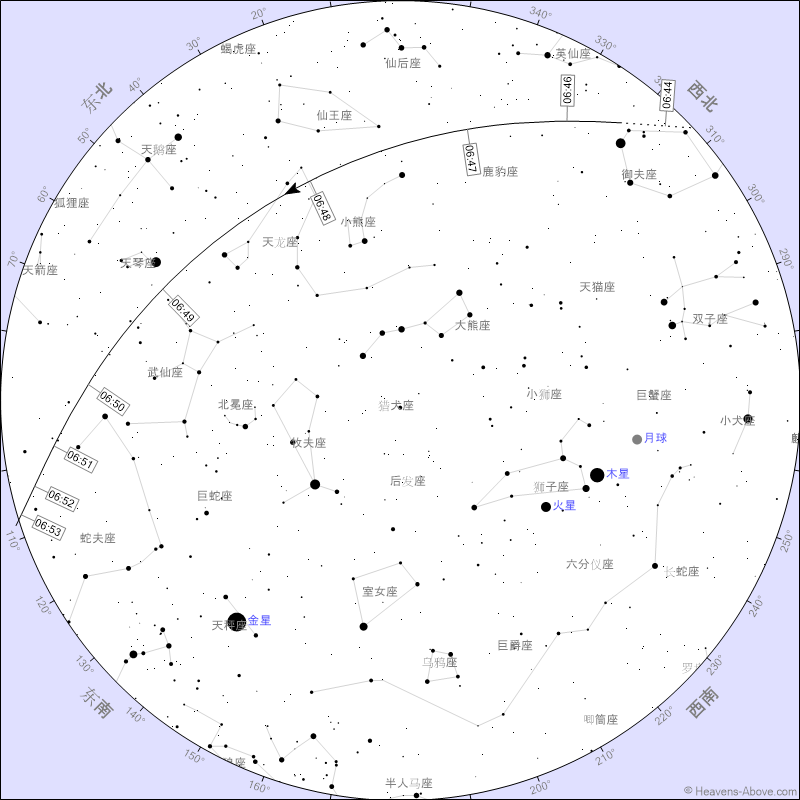 340°
330°
30°
蝎虎座
仙后座
英仙座
东北
40°
西北
仙王座
06:46
06:44
50°
天鹅座
310°
06:47
鹿豹座
御夫座
60°
狐狸座
06:48
小熊座
300°
天龙座
70°
天箭座
天琴座
290°
天猫座
06:49
大熊座
双子座
武仙座
06:50
北冕座
猎犬座
小狮座
巨蟹座
小犬座
牧夫座
月球
06:51
木星
后发座
狮子座
06:52
巨蛇座
火星
06:53
110°
蛇夫座
250°
六分仪座
长蛇座
室女座
120°
240°
天秤座
金星
巨爵座
130°
乌鸦座
230°
东南
西南
140°
唧筒座
220°
150°
210°
160°
半人马座
200°
© Heavens-Above.com